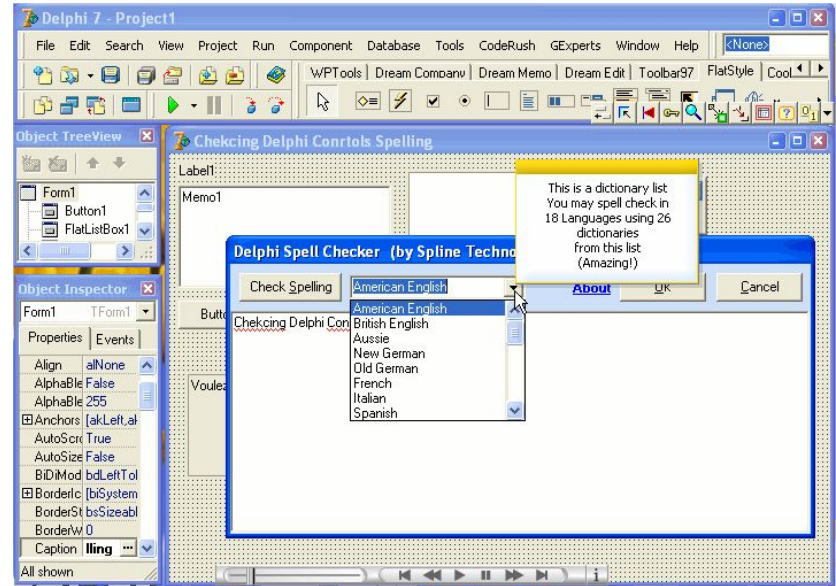 Delphi 7 - Project1
File Edit Search View Project Run Component Database Tools CodeRush GExperts Window Help <None>
WPTools Dream Company Dream Memo Dream Edit Toolbar97 FlatStyle Cool
Object TreeView
Form1
Button1
FlatListBox1
Object Inspector
Form1 TForm1
Properties Events
Align alNone
AlphaBle False
AlphaBle 255
Anchors [akLeft,ak
AutoScr True
AutoSize False
BiDiMod bdLeftTol
BorderIc [biSystem
BorderSt bsSizeabl
BorderW 0
Caption lling ...
All shown
Chekcing Delphi Conrtols Spelling
Label1
Memo1
Butto
Voulez
This is a dictionary list
You may spell check in
18 Languages using 26
dictionaries
from this list
(Amazing!)
Delphi Spell Checker (by Spline Techno
Check Spelling American English About OK Cancel
Chekcing Delphi Con
American English
British English
Aussie
New German
Old German
French
Italian
Spanish